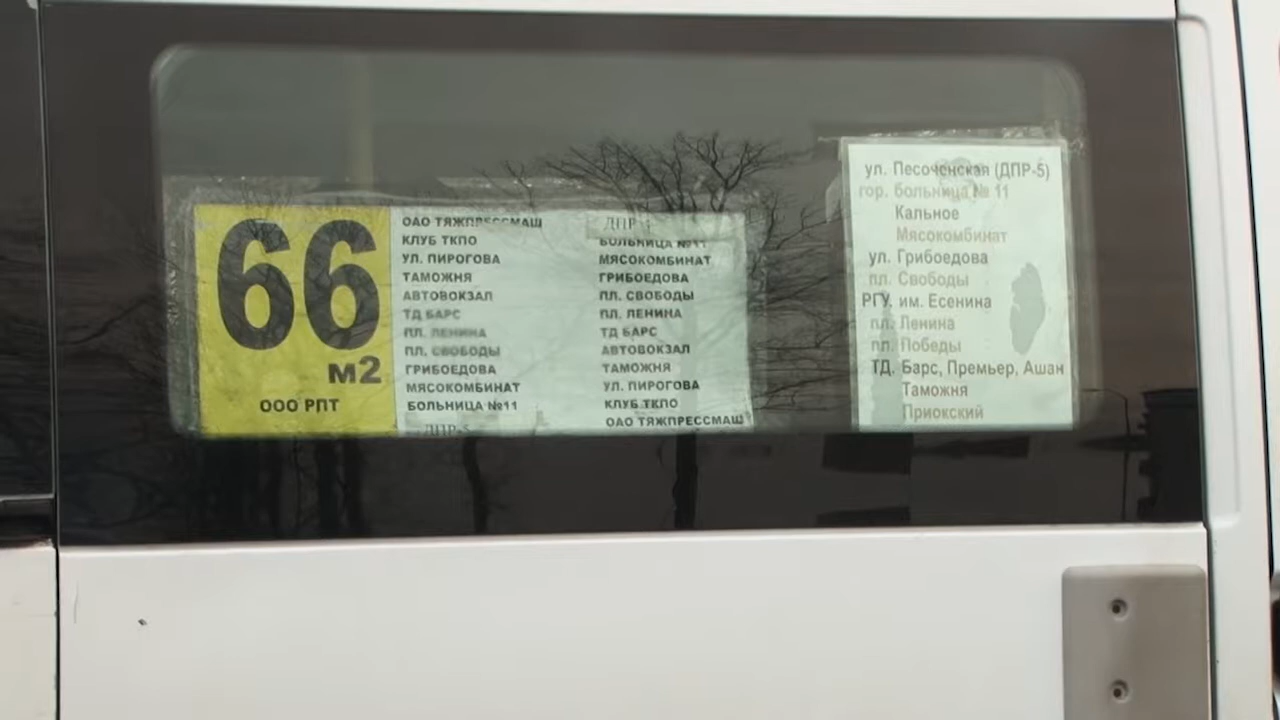 66
м2
ООО РПТ
ОАО ТЯЖПРЕССМАШ
КЛУБ ТКПО
УЛ. ПИРОГОВА
ТАМОЖНЯ
АВТОВОКЗАЛ
ТД БАРС
ПЛ. ЛЕНИНА
ПЛ. СВОБОДЫ
ГРИБОЕДОВА
МЯСОКОМБИНАТ
БОЛЬНИЦА №11
ДПР-5
ДПР-
БОЛЬНИЦА №11
МЯСОКОМБИНАТ
ГРИБОЕДОВА
ПЛ. СВОБОДЫ
ПЛ. ЛЕНИНА
ТД БАРС
АВТОВОКЗАЛ
ТАМОЖНЯ
УЛ. ПИРОГОВА
КЛУБ ТКПО
ОАО ТЯЖПРЕССМАШ
ул. Песоченская (ДПР-5)
гор. больница № 11
Кальное
Мясокомбинат
ул. Грибоедова
пл. Свободы
РГУ. им. Есенина
пл. Ленина
пл. Победы
ТД. Барс, Премьер, Ашан
Таможня
Приокский